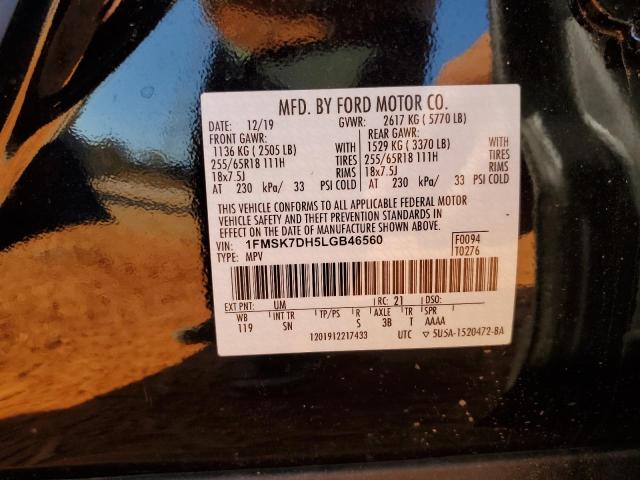 MFD. BY FORD MOTOR CO.
DATE: 12/19 GVWR: 2617 KG ( 5770 LB)
FRONT GAWR: REAR GAWR:
1136 KG ( 2505 LB) WITH 1529 KG ( 3370 LB) WITH
255/65R18 111H TIRES 255/65R18 111H TIRES
18x7.5J RIMS 18x7.5J RIMS
AT 230 kPa/ 33 PSI COLD AT 230 kPa/ 33 PSI COLD
THIS VEHICLE CONFORMS TO ALL APPLICABLE FEDERAL MOTOR
VEHICLE SAFETY AND THEFT PREVENTION STANDARDS IN
EFFECT ON THE DATE OF MANUFACTURE SHOWN ABOVE.
VIN: 1FMSK7DH5LGB46560 F0094
TYPE: MPV T0276
EXT PNT: UM RC: 21 DSO:
WB INT TR TP/PS R AXLE TR SPR
119 SN S 3B T AAAA
1201912217433 UTC 5U5A-1520472-BA